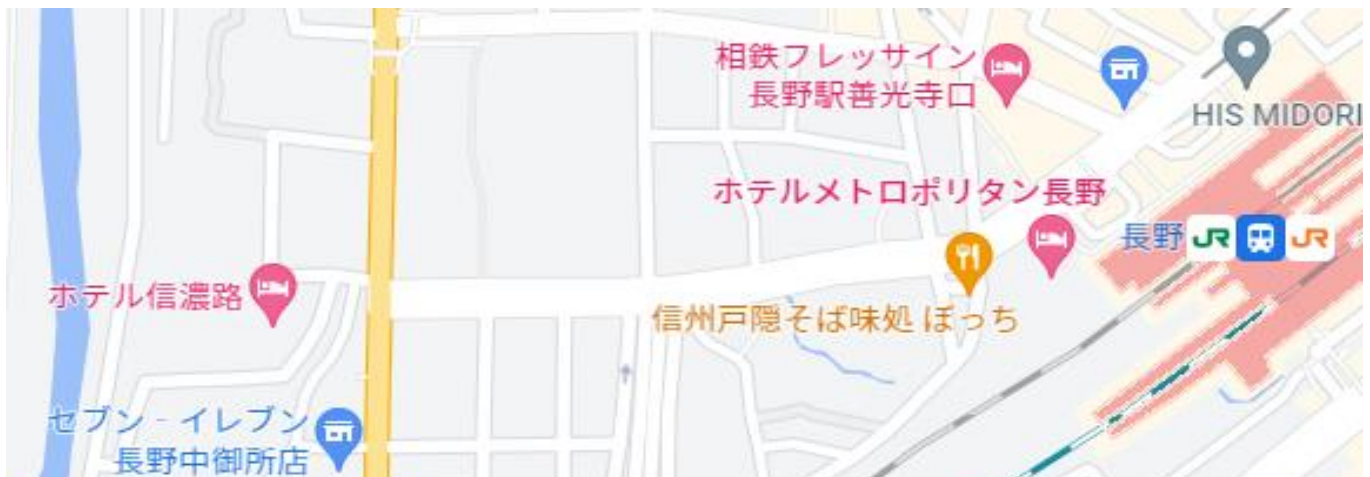 相鉄フレッサイン
長野駅善光寺口
HIS MIDORI
ホテルメトロポリタン長野
長野 JR JR
ホテル信濃路
信州戸隠そば味処 ぼっち
セブン‐イレブン
長野中御所店